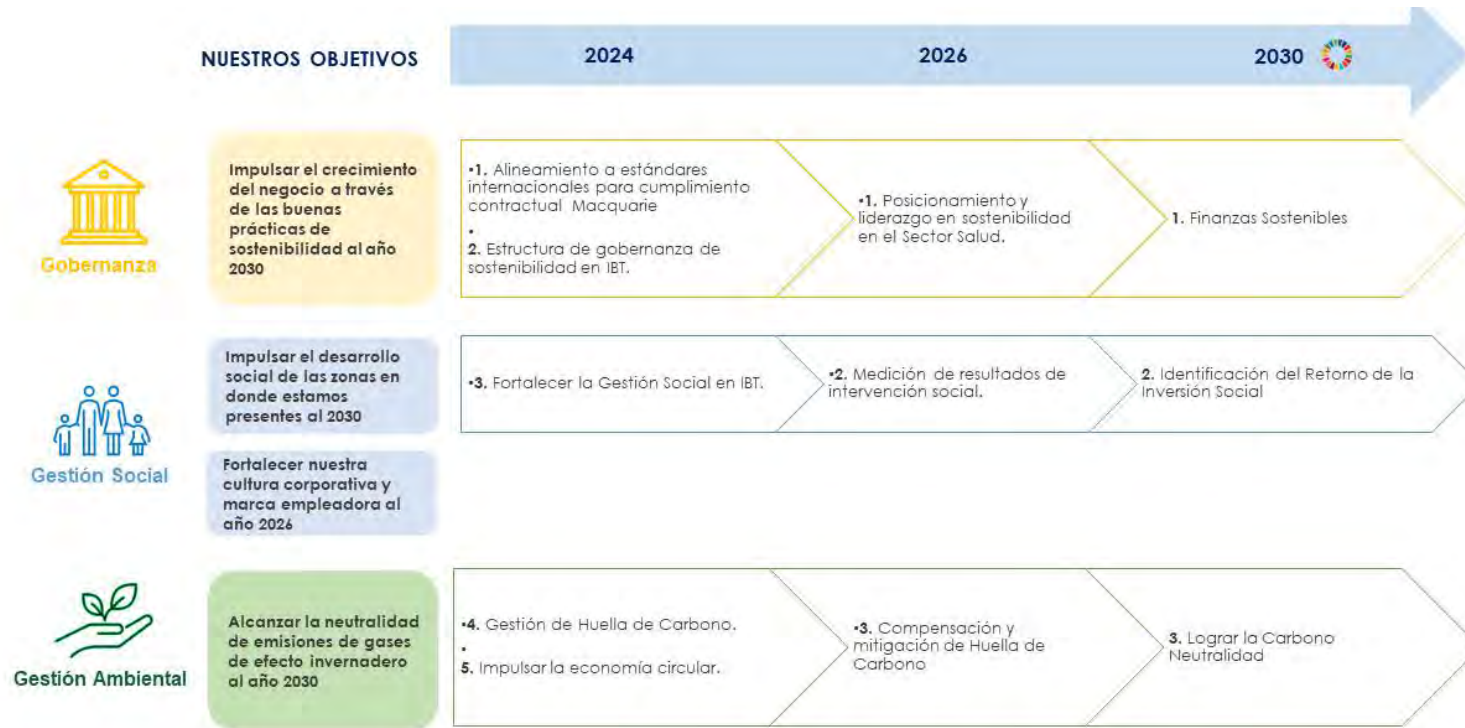 NUESTROS OBJETIVOS
2024
2026
2030
Gobernanza
Impulsar el crecimiento
del negocio a través
de las buenas
prácticas de
sostenibilidad al año
2030
•1. Alineamiento a estándares
internacionales para cumplimiento
contractual Macquarie
•
2. Estructura de gobernanza de
sostenibilidad en IBT.
•1. Posicionamiento y
liderazgo en sostenibilidad
en el Sector Salud.
1. Finanzas Sostenibles
Gestión Social
Impulsar el desarrollo
social de las zonas en
donde estamos
presentes al 2030
•3. Fortalecer la Gestión Social en IBT.
•2. Medición de resultados de
intervención social.
2. Identificación del Retorno de la
Inversión Social
Fortalecer nuestra
cultura corporativa y
marca empleadora al
año 2026
Gestión Ambiental
Alcanzar la neutralidad
de emisiones de gases
de efecto invernadero
al año 2030
•4. Gestión de Huella de Carbono.
•
5. Impulsar la economía circular.
•3. Compensación y
mitigación de Huella de
Carbono
3. Lograr la Carbono
Neutralidad